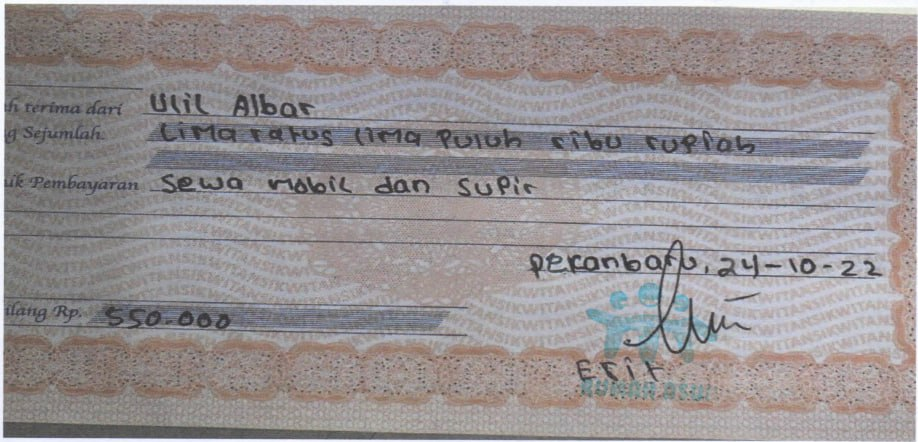 h terima dari Ulil Albar
g Sejumlah. Lima ratus lima puluh ribu rupiah
uk Pembayaran Sewa mobil dan Supir
Pekanbaru, 24-10-22
ilang Rp. 550.000
Erik